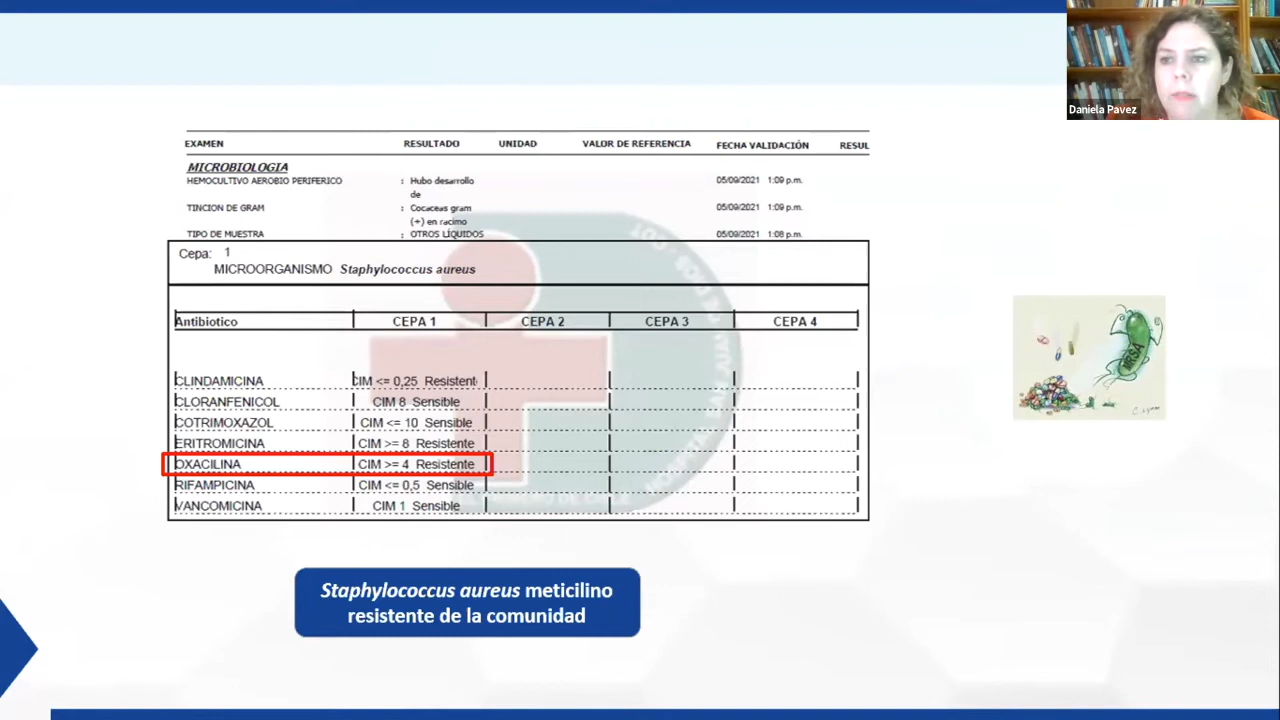 Daniela Pavez
EXAMEN RESULTADO UNIDAD VALOR DE REFERENCIA FECHA VALIDACIÓN RESUL
MICROBIOLOGIA
HEMOCULTIVO AEROBIO PERIFERICO : Hubo desarrollo 05/09/2021 1:09 p.m.
de
TINCION DE GRAM : Cocaceas gram 05/09/2021 1:09 p.m.
(+) en racimo
TIPO DE MUESTRA : OTROS LÍQUIDOS 05/09/2021 1:08 p.m.
Cepa: 1
MICROORGANISMO Staphylococcus aureus
Antibiotico CEPA 1 CEPA 2 CEPA 3 CEPA 4
CLINDAMICINA CIM <= 0,25 Resistent
CLORANFENICOL CIM 8 Sensible
COTRIMOXAZOL CIM <= 10 Sensible
ERITROMICINA CIM >= 8 Resistente
OXACILINA CIM >= 4 Resistente
RIFAMPICINA CIM <= 0,5 Sensible
VANCOMICINA CIM 1 Sensible
MRSA
Staphylococcus aureus meticilino
resistente de la comunidad